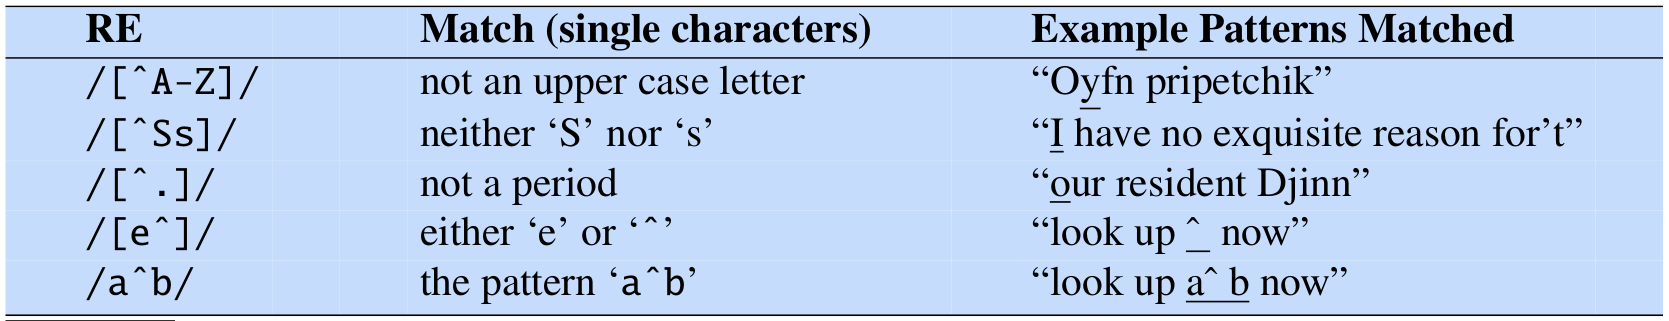 RE Match (single characters) Example Patterns Matched
/[ˆA-Z]/ not an upper case letter “Oyfn pripetchik”
/[ˆSs]/ neither ‘S’ nor ‘s’ “I have no exquisite reason for’t”
/[ˆ.]/ not a period “our resident Djinn”
/[eˆ]/ either ‘e’ or ‘ˆ’ “look up ˆ now”
/aˆb/ the pattern ‘aˆb’ “look up aˆ b now”